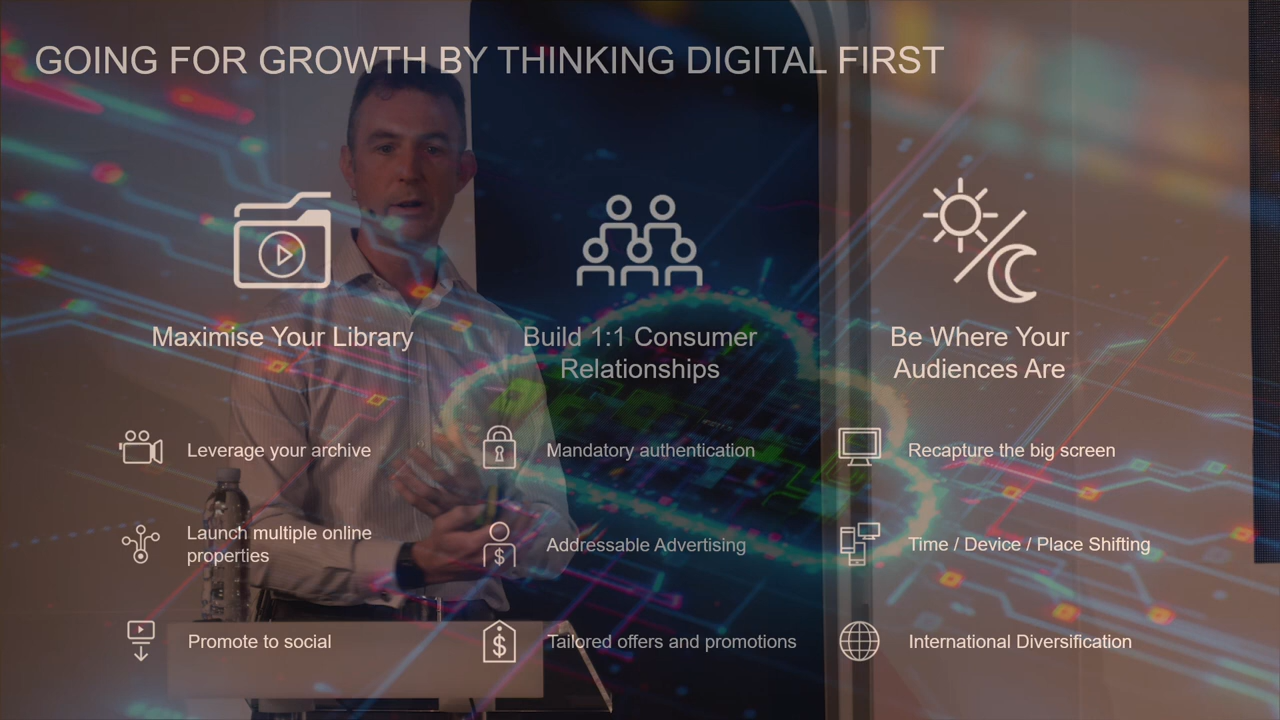 GOING FOR GROWTH BY THINKING DIGITAL FIRST
Maximise Your Library
Leverage your archive
Launch multiple online
properties
Promote to social
Build 1:1 Consumer
Relationships
Mandatory authentication
Addressable Advertising
Tailored offers and promotions
Be Where Your
Audiences Are
Recapture the big screen
Time / Device / Place Shifting
International Diversification